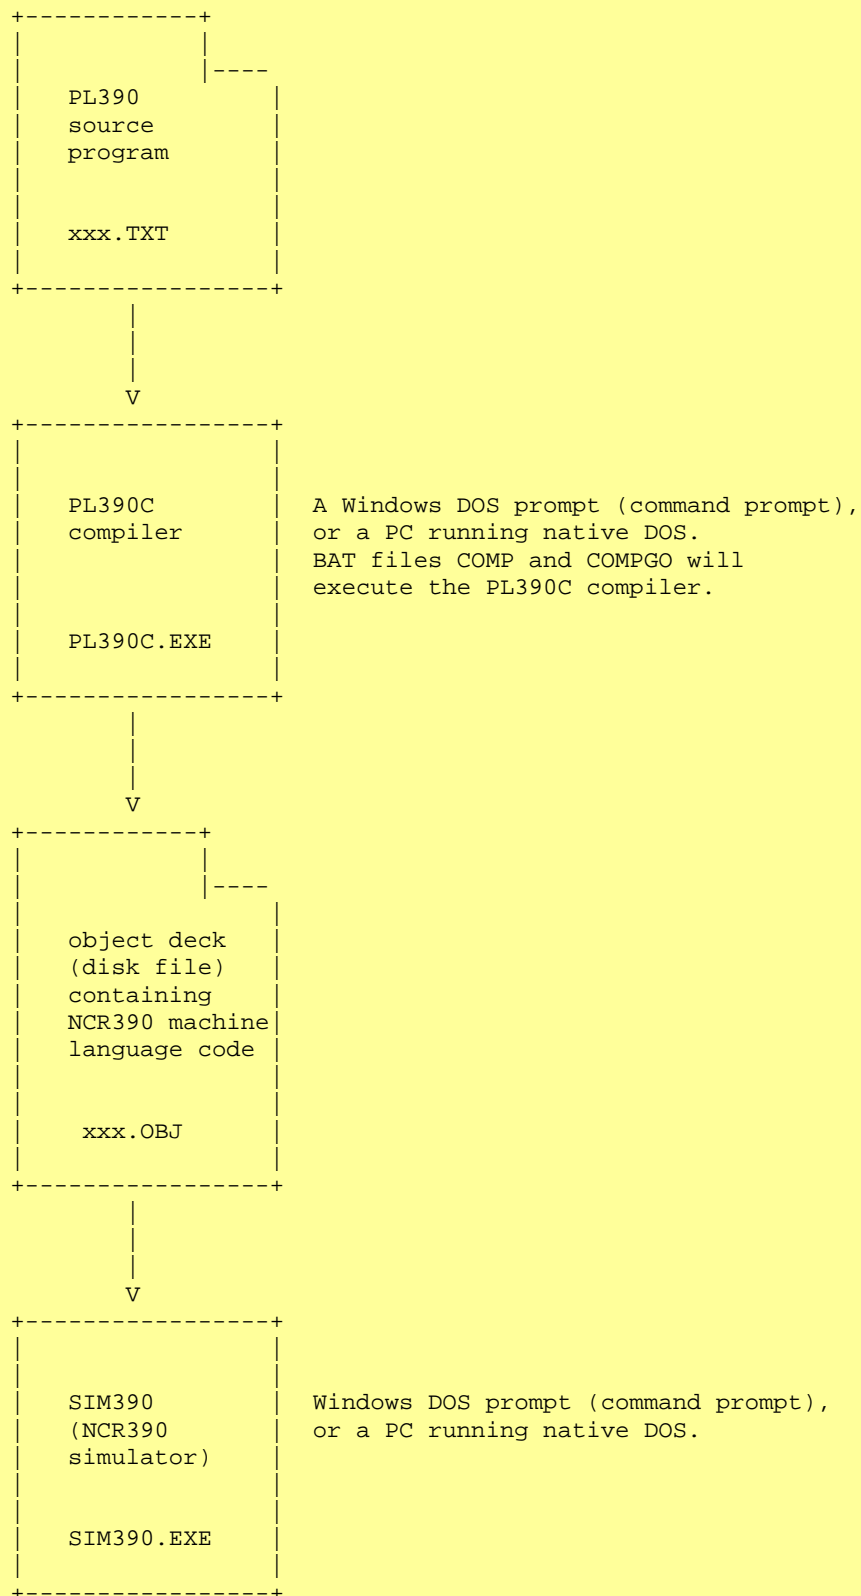 PL390
source
program
xxx.TXT
V
PL390C
compiler
A Windows DOS prompt (command prompt),
or a PC running native DOS.
BAT files COMP and COMPGO will
execute the PL390C compiler.
PL390C.EXE
V
object deck
(disk file)
containing
NCR390 machine
language code
xxx.OBJ
V
SIM390
(NCR390
simulator)
Windows DOS prompt (command prompt),
or a PC running native DOS.
SIM390.EXE